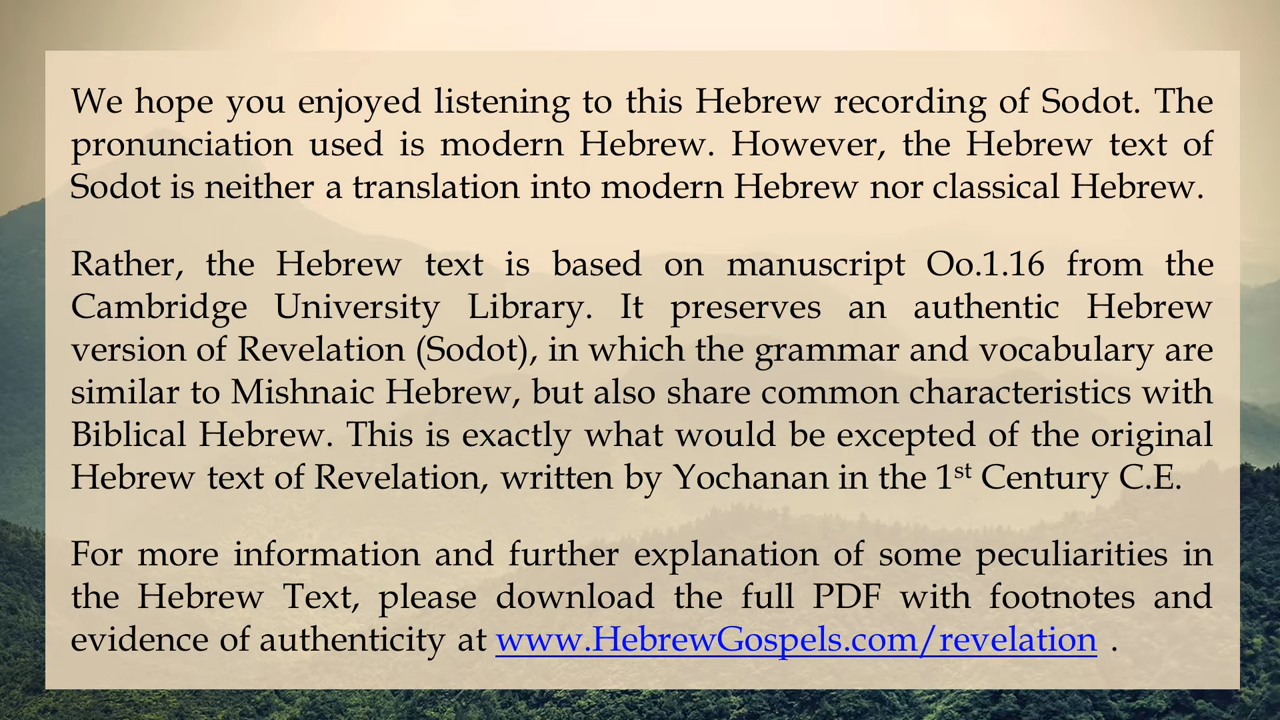 We hope you enjoyed listening to this Hebrew recording of Sodot. The
pronunciation used is modern Hebrew. However, the Hebrew text of
Sodot is neither a translation into modern Hebrew nor classical Hebrew.
Rather, the Hebrew text is based on manuscript Oo.1.16 from the
Cambridge University Library. It preserves an authentic Hebrew
version of Revelation (Sodot), in which the grammar and vocabulary are
similar to Mishnaic Hebrew, but also share common characteristics with
Biblical Hebrew. This is exactly what would be excepted of the original
Hebrew text of Revelation, written by Yochanan in the 1st Century C.E.
For more information and further explanation of some peculiarities in
the Hebrew Text, please download the full PDF with footnotes and
evidence of authenticity at www.HebrewGospels.com/revelation .